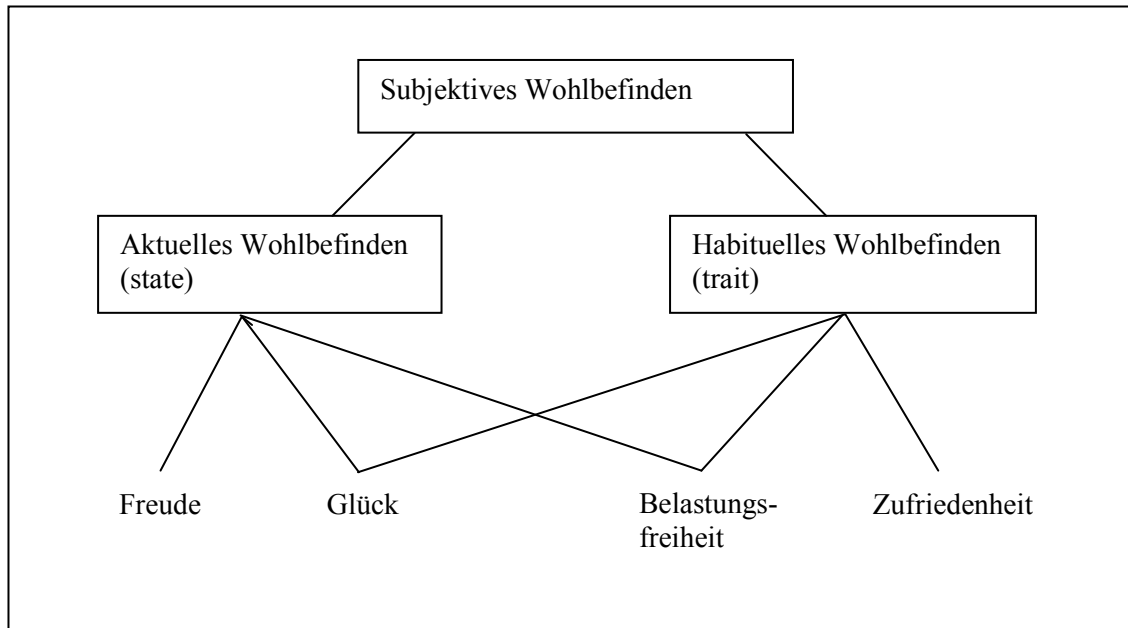 Subjektives Wohlbefinden
Aktuelles Wohlbefinden
(state)
Habituelles Wohlbefinden
(trait)
Freude
Glück
Belastungs-
freiheit
Zufriedenheit